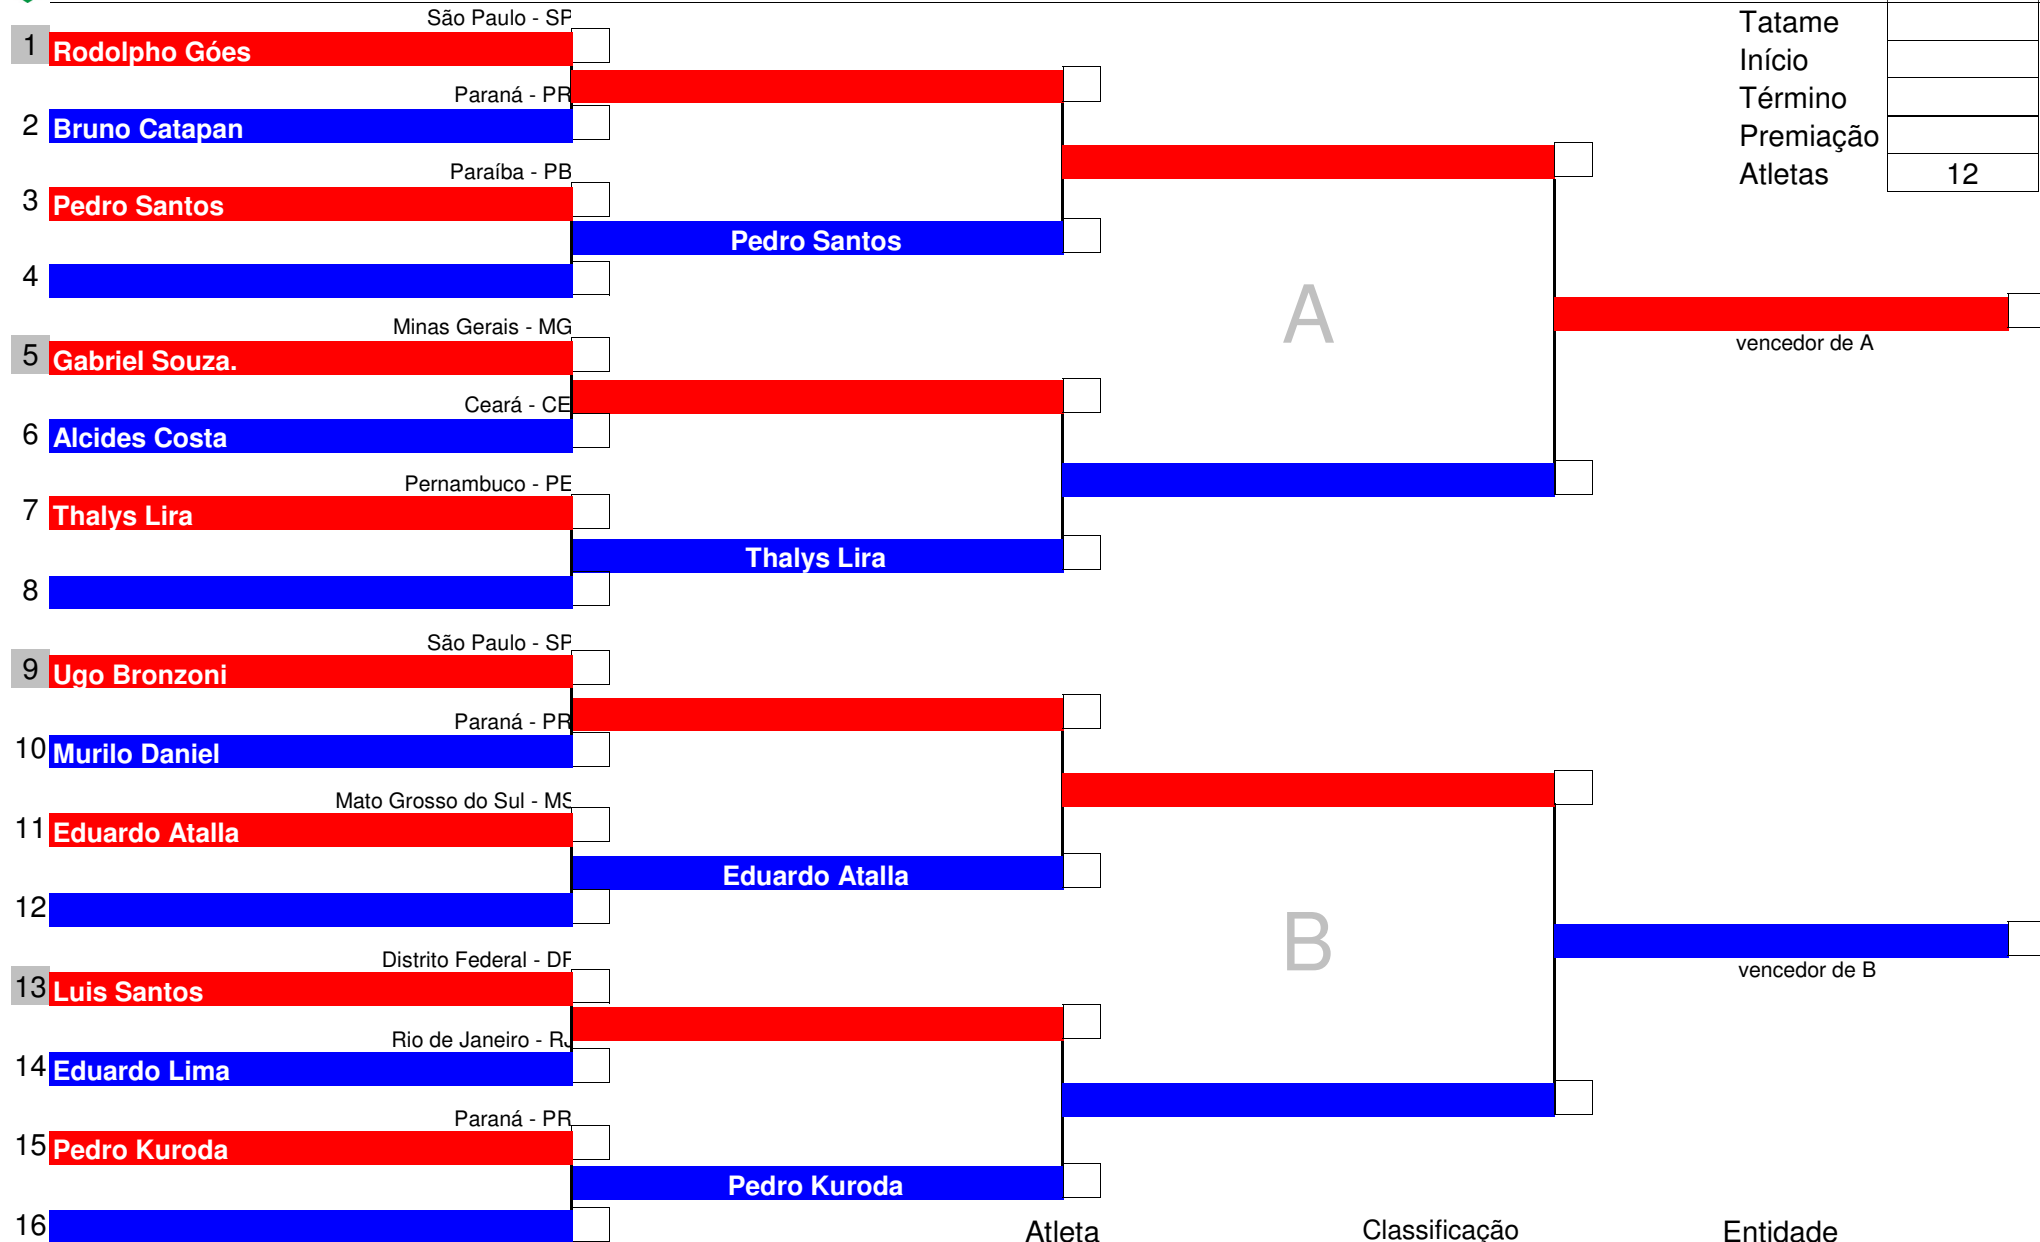 São Paulo - SP
Tatame
1 Rodolpho Góes
Início
Paraná - PR
Término
2 Bruno Catapan
Premiação
Paraíba - PB
Atletas 12
3 Pedro Santos
Pedro Santos
4
A
Minas Gerais - MG
vencedor de A
5 Gabriel Souza.
Ceará - CE
6 Alcides Costa
Pernambuco - PE
7 Thalys Lira
Thalys Lira
8
São Paulo - SP
9 Ugo Bronzoni
Paraná - PR
10 Murilo Daniel
Mato Grosso do Sul - MS
11 Eduardo Atalla
Eduardo Atalla
12
B
Distrito Federal - DF
vencedor de B
13 Luis Santos
Rio de Janeiro - RJ
14 Eduardo Lima
Paraná - PR
15 Pedro Kuroda
Pedro Kuroda
16
Atleta Classificação Entidade